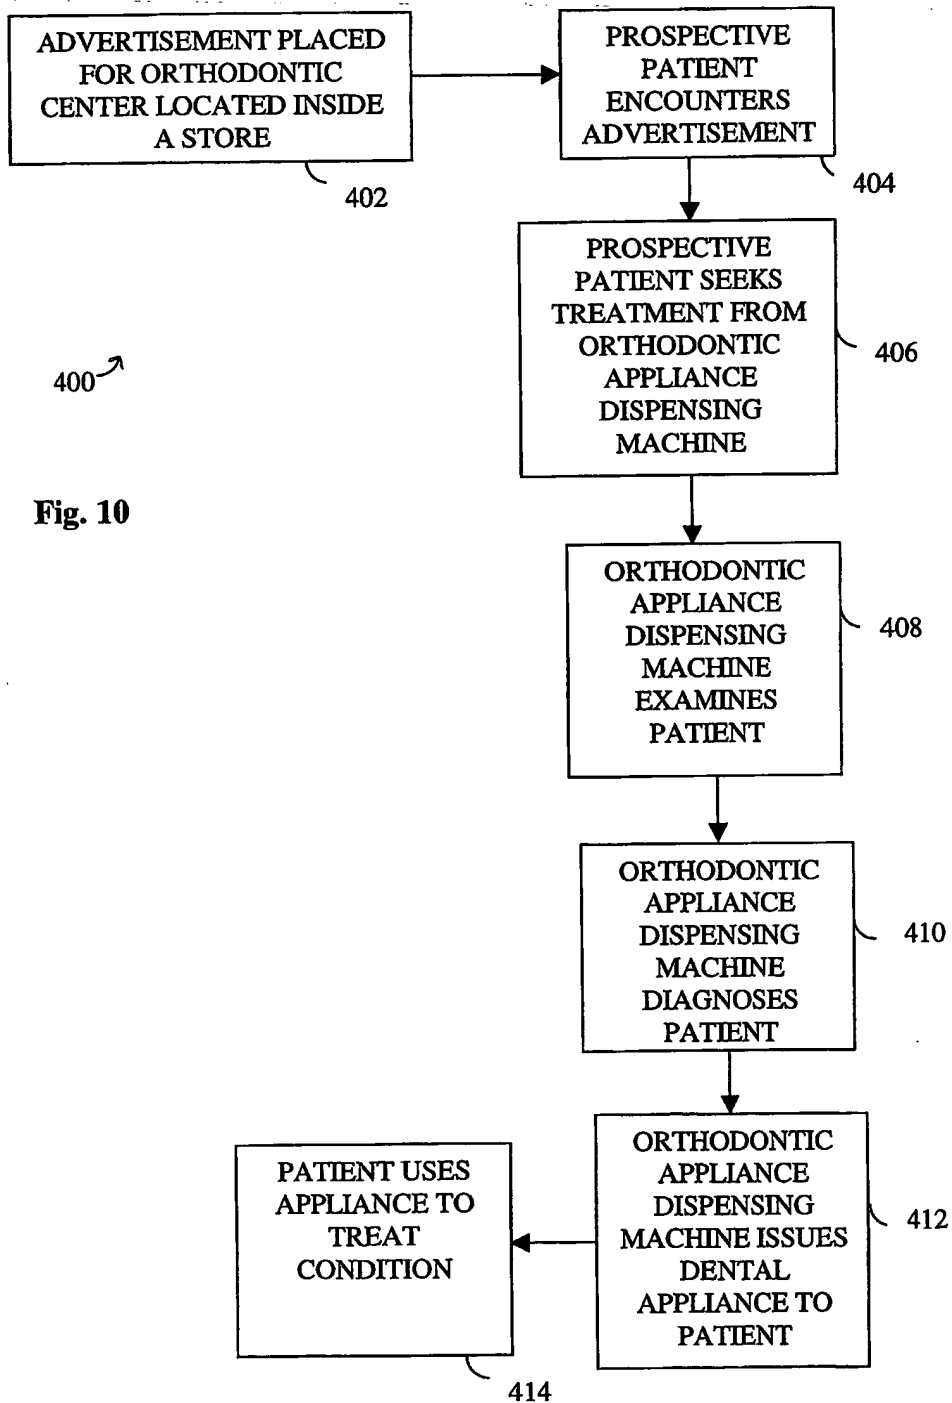 ADVERTISEMENT PLACED
FOR ORTHODONTIC
CENTER LOCATED INSIDE
A STORE
402
PROSPECTIVE
PATIENT
ENCOUNTERS
ADVERTISEMENT
404
PROSPECTIVE
PATIENT SEEKS
TREATMENT FROM
ORTHODONTIC
APPLIANCE
DISPENSING
MACHINE
406
400
Fig. 10
ORTHODONTIC
APPLIANCE
DISPENSING
MACHINE
EXAMINES
PATIENT
408
ORTHODONTIC
APPLIANCE
DISPENSING
MACHINE
DIAGNOSES
PATIENT
410
ORTHODONTIC
APPLIANCE
DISPENSING
MACHINE ISSUES
DENTAL
APPLIANCE TO
PATIENT
412
PATIENT USES
APPLIANCE TO
TREAT
CONDITION
414